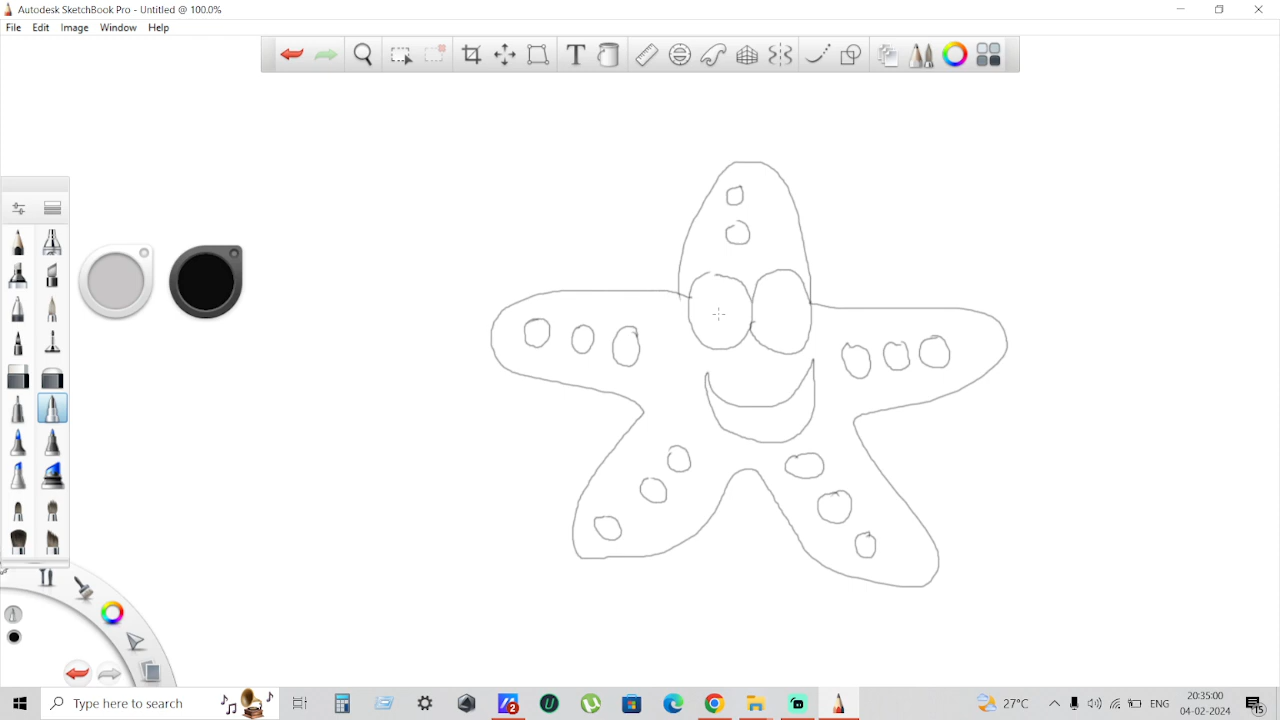 Autodesk SketchBook Pro - Untitled @ 100.0%
File Edit Image Window Help
T
2
U
Type here to search
27°C
ENG
20:35:00
04-02-2024
15